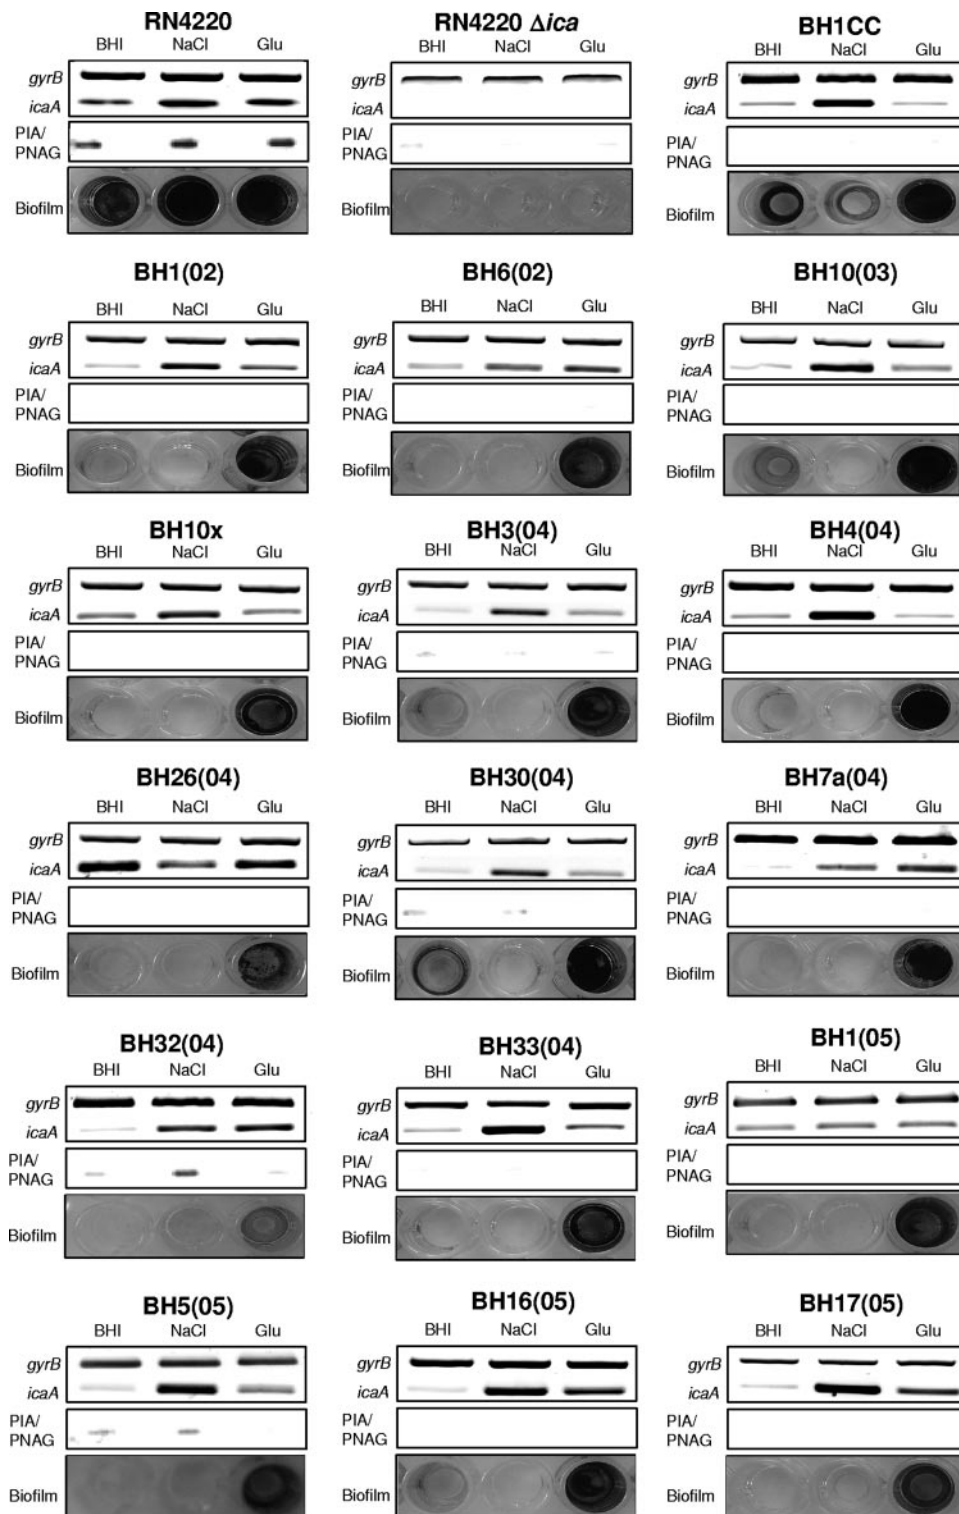 RN4220
BHI NaCl Glu
gyrB
icaA
PIA/
PNAG
Biofilm
RN4220 Δica
BHI NaCl Glu
gyrB
icaA
PIA/
PNAG
Biofilm
BH1CC
BHI NaCl Glu
gyrB
icaA
PIA/
PNAG
Biofilm
BH1(02)
BHI NaCl Glu
gyrB
icaA
PIA/
PNAG
Biofilm
BH6(02)
BHI NaCl Glu
gyrB
icaA
PIA/
PNAG
Biofilm
BH10(03)
BHI NaCl Glu
gyrB
icaA
PIA/
PNAG
Biofilm
BH10x
BHI NaCl Glu
gyrB
icaA
PIA/
PNAG
Biofilm
BH3(04)
BHI NaCl Glu
gyrB
icaA
PIA/
PNAG
Biofilm
BH4(04)
BHI NaCl Glu
gyrB
icaA
PIA/
PNAG
Biofilm
BH26(04)
BHI NaCl Glu
gyrB
icaA
PIA/
PNAG
Biofilm
BH30(04)
BHI NaCl Glu
gyrB
icaA
PIA/
PNAG
Biofilm
BH7a(04)
BHI NaCl Glu
gyrB
icaA
PIA/
PNAG
Biofilm
BH32(04)
BHI NaCl Glu
gyrB
icaA
PIA/
PNAG
Biofilm
BH33(04)
BHI NaCl Glu
gyrB
icaA
PIA/
PNAG
Biofilm
BH1(05)
BHI NaCl Glu
gyrB
icaA
PIA/
PNAG
Biofilm
BH5(05)
BHI NaCl Glu
gyrB
icaA
PIA/
PNAG
Biofilm
BH16(05)
BHI NaCl Glu
gyrB
icaA
PIA/
PNAG
Biofilm
BH17(05)
BHI NaCl Glu
gyrB
icaA
PIA/
PNAG
Biofilm